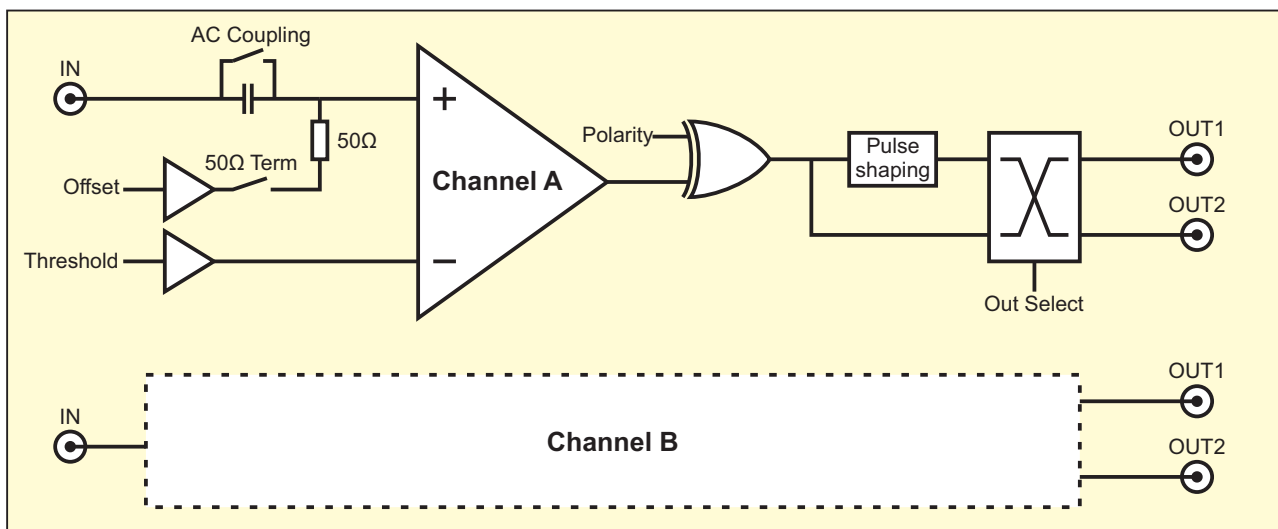 AC Coupling
IN
50Ω
50Ω Term
Offset
Threshold
+
−
Channel A
Polarity
Pulse
shaping
OUT1
OUT2
Out Select
IN
Channel B
OUT1
OUT2